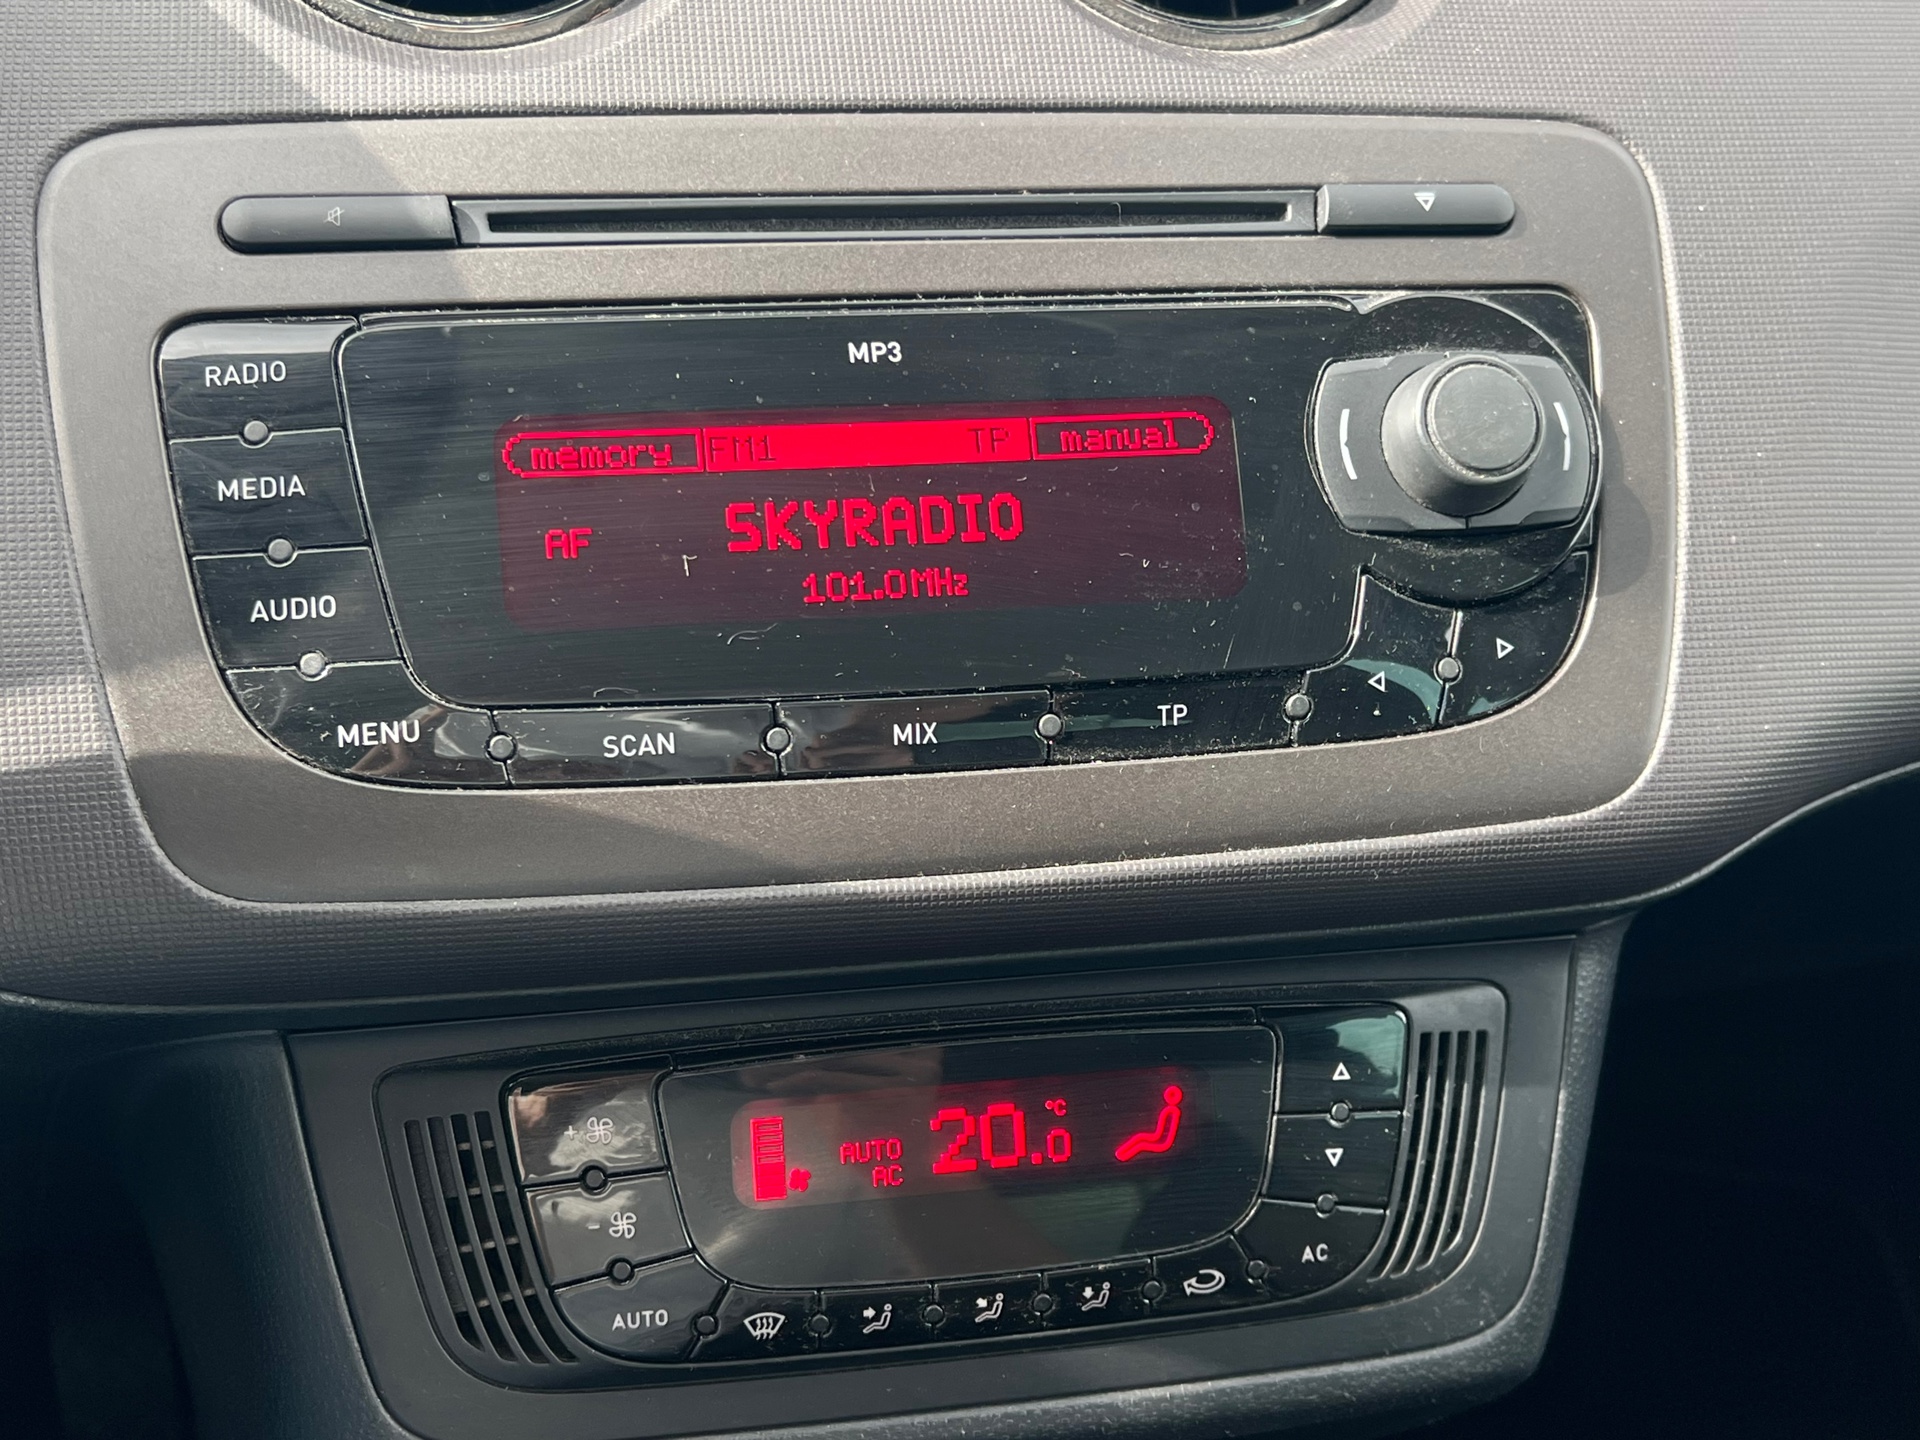 MP3
RADIO
memory FM1 TP manual
MEDIA
AF SKYRADIO
101.0MHz
AUDIO
MENU SCAN MIX TP
+
AUTO 20.0 °C
AC
-
AC
AUTO